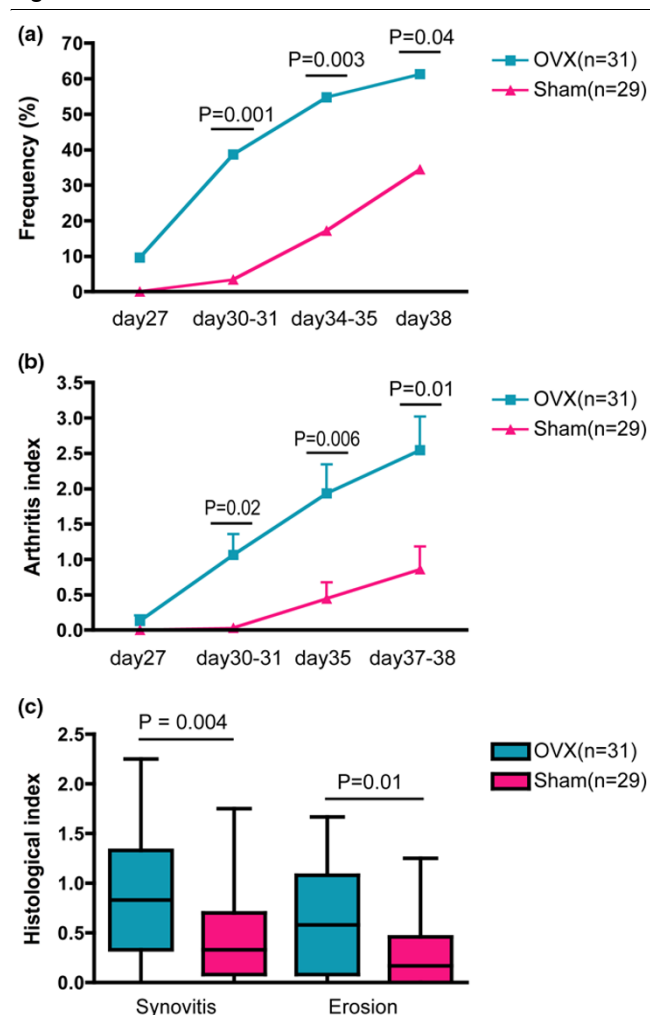 (a)
70
60
50
40
30
20
10
0
Frequency (%)
P=0.001
P=0.003
P=0.04
OVX(n=31)
Sham(n=29)
day27 day30-31 day34-35 day38
(b)
3.5
3.0
2.5
2.0
1.5
1.0
0.5
0.0
Arthritis index
P=0.02
P=0.006
P=0.01
OVX(n=31)
Sham(n=29)
day27 day30-31 day35 day37-38
(c)
2.5
2.0
1.5
1.0
0.5
0.0
Histological index
P = 0.004
P=0.01
OVX(n=31)
Sham(n=29)
Synovitis Erosion